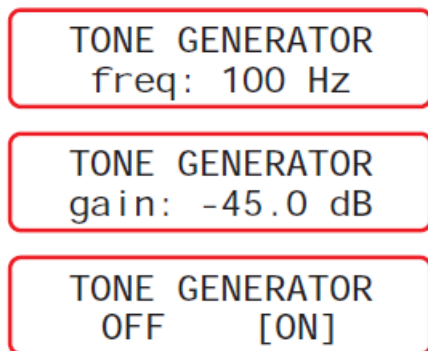 TONE GENERATOR
freq: 100 Hz
TONE GENERATOR
gain: -45.0 dB
TONE GENERATOR
OFF [ON]